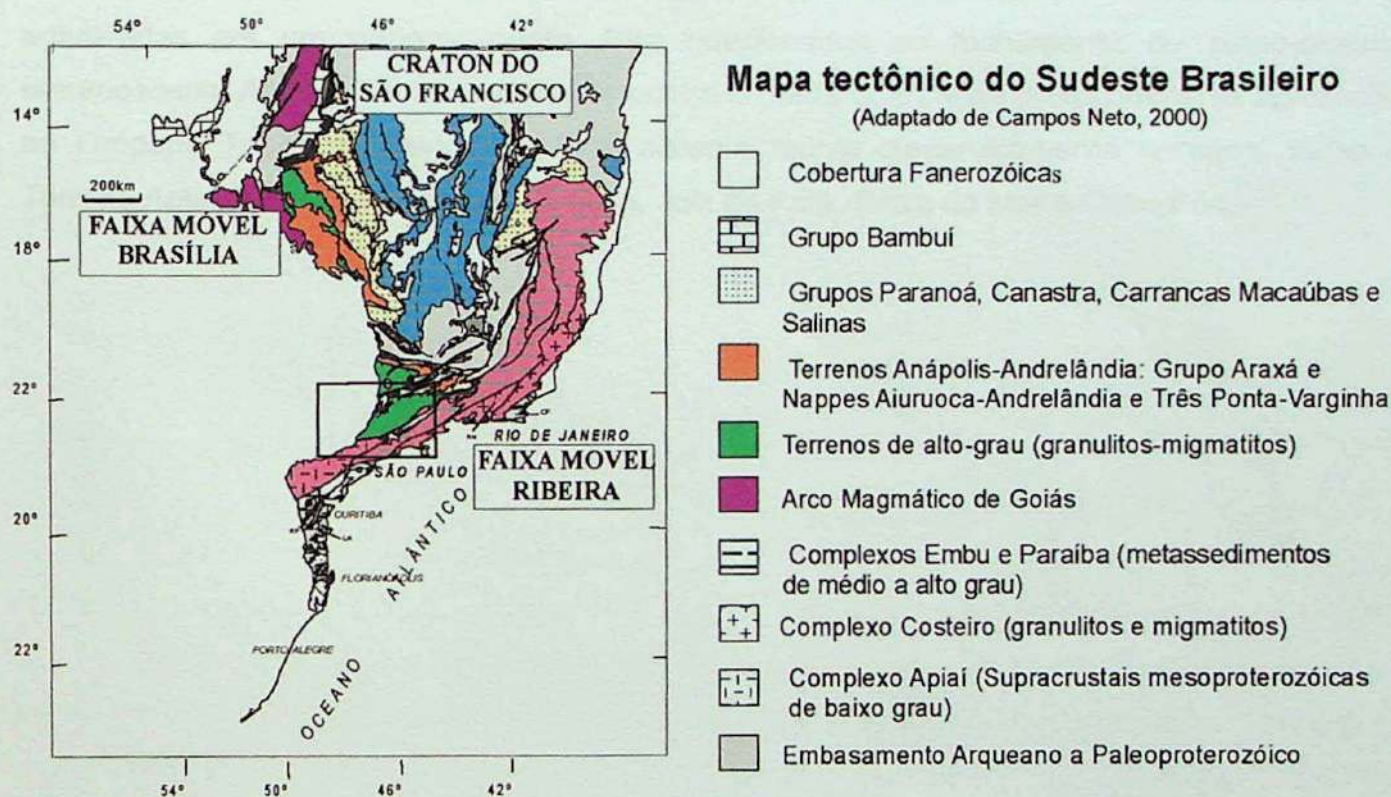 54° 50° 46° 42°
CRÁTON DO
SÃO FRANCISCO
14°
200km
FAIXA MÓVEL
BRASÍLIA
18°
22°
RIO DE JANEIRO
SÃO PAULO
FAIXA MOVEL
RIBEIRA
20°
CURITIBA
ATLÂNTICO
FLORIANÓPOLIS
22°
PORTO ALEGRE
OCEANO
54° 50° 46° 42°
Mapa tectônico do Sudeste Brasileiro
(Adaptado de Campos Neto, 2000)
Cobertura Fanerozóicas
Grupo Bambuí
Grupos Paranoá, Canastra, Carrancas Macaúbas e
Salinas
Terrenos Anápolis-Andrelândia: Grupo Araxá e
Nappes Aiuruoca-Andrelândia e Três Ponta-Varginha
Terrenos de alto-grau (granulitos-migmatitos)
Arco Magmático de Goiás
Complexos Embu e Paraíba (metassedimentos
de médio a alto grau)
Complexo Costeiro (granulitos e migmatitos)
Complexo Apiaí (Supracrustais mesoproterozóicas
de baixo grau)
Embasamento Arqueano a Paleoproterozóico